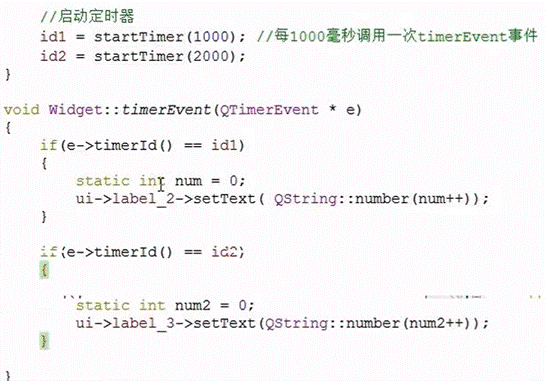 //启动定时器
id1 = startTimer(1000); //每1000毫秒调用一次timerEvent事件
id2 = startTimer(2000);
}
void Widget::timerEvent(QTimerEvent * e)
{
if(e->timerId() == id1)
{
static int num = 0;
ui->label_2->setText( QString::number(num++));
}
if(e->timerId() == id2)
{
static int num2 = 0;
ui->label_3->setText(QString::number(num2++));
}
}